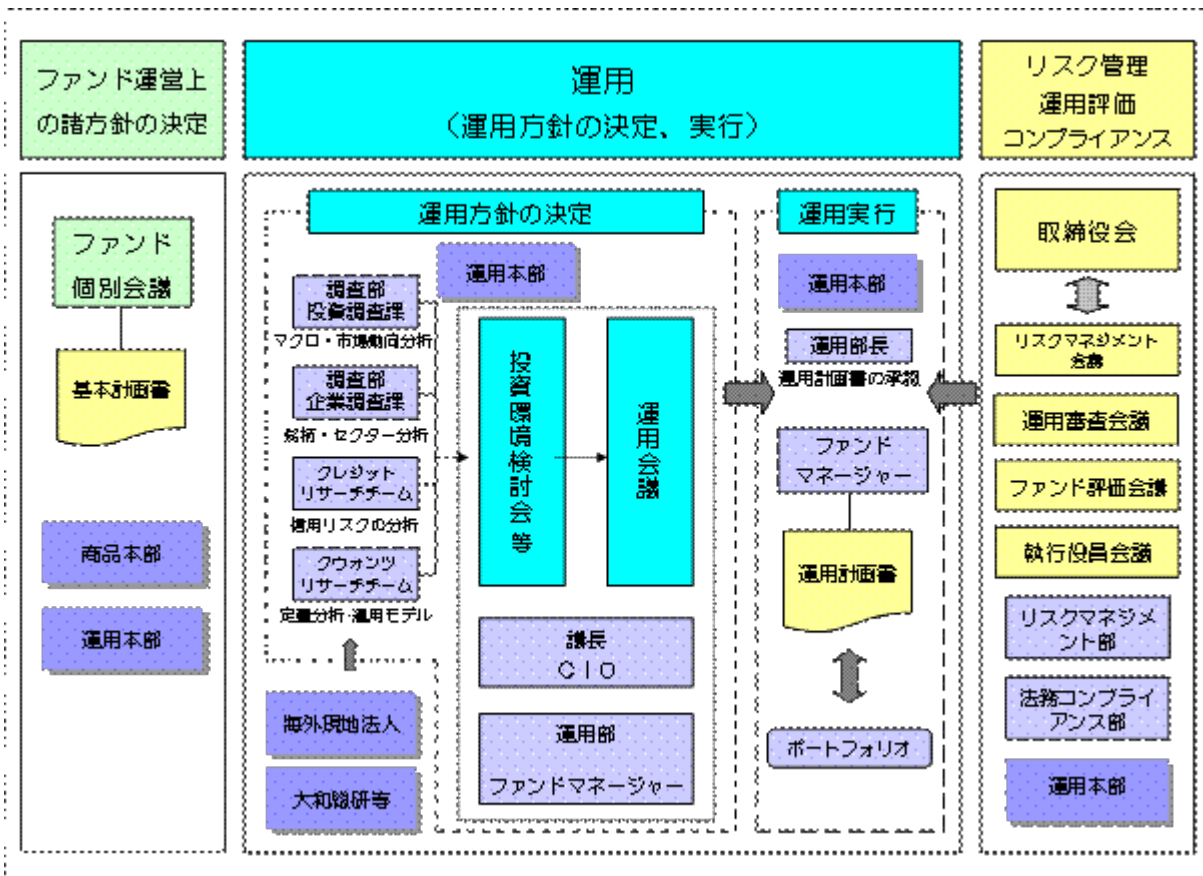 ファンド運営上
の諸方針の決定
運用
（運用方針の決定、実行）
リスク管理
運用評価
コンプライアンス
ファンド
個別会議
基本計画書
商品本部
運用本部
運用方針の決定
運用本部
調査部
投資調査課
マクロ・市場動向分析
調査部
企業調査課
銘柄・セクター分析
クレジット
リサーチチーム
信用リスクの分析
クウォンツ
リサーチチーム
定量分析・運用モデル
海外現地法人
大和総研等
投資環境検討会等
運用会議
議長
ＣＩＯ
運用部
ファンドマネージャー
運用実行
運用本部
運用部長
運用計画書の承認
ファンド
マネージャー
運用計画書
ポートフォリオ
取締役会
リスクマネジメント
会議
運用審査会議
ファンド評価会議
執行役員会議
リスクマネジメ
ント部
法務コンプライ
アンス部
運用本部